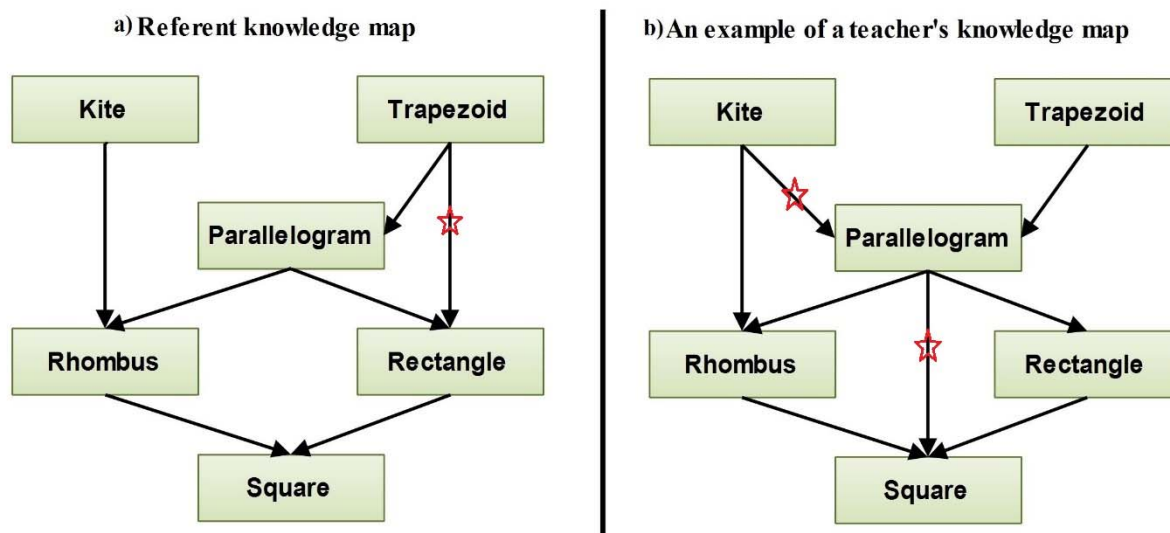 a) Referent knowledge map
Kite
Trapezoid
Parallelogram
Rhombus
Rectangle
Square
b) An example of a teacher's knowledge map
Kite
Trapezoid
Parallelogram
Rhombus
Rectangle
Square